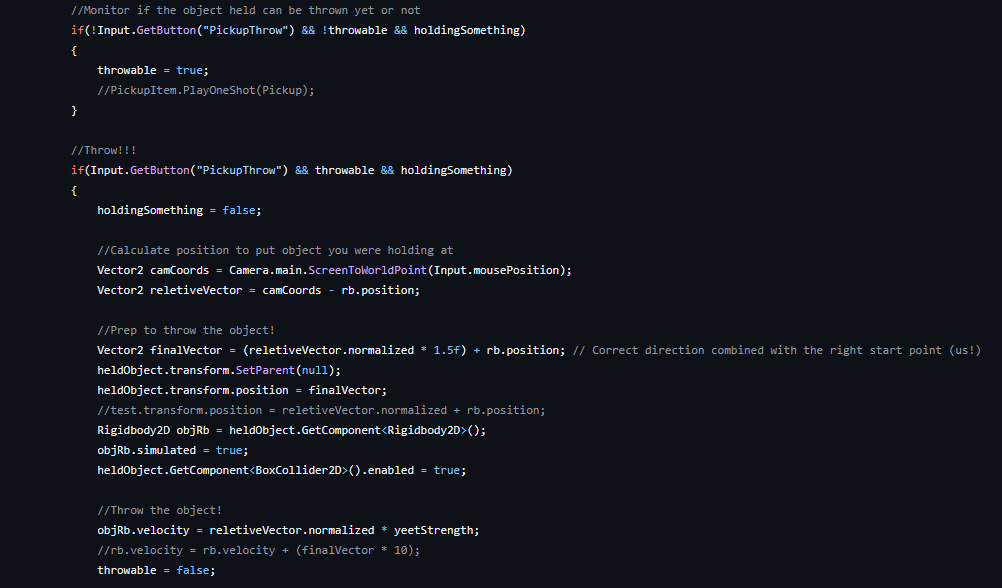 //Monitor if the object held can be thrown yet or not
if(!Input.GetButton("PickupThrow") && !throwable && holdingSomething)
{
throwable = true;
//PickupItem.PlayOneShot(Pickup);
}
//Throw!!!
if(Input.GetButton("PickupThrow") && throwable && holdingSomething)
{
holdingSomething = false;
//Calculate position to put object you were holding at
Vector2 camCoords = Camera.main.ScreenToWorldPoint(Input.mousePosition);
Vector2 reletiveVector = camCoords - rb.position;
//Prep to throw the object!
Vector2 finalVector = (reletiveVector.normalized * 1.5f) + rb.position; // Correct direction combined with the right start point (us!)
heldObject.transform.SetParent(null);
heldObject.transform.position = finalVector;
//test.transform.position = reletiveVector.normalized + rb.position;
Rigidbody2D objRb = heldObject.GetComponent<Rigidbody2D>();
objRb.simulated = true;
heldObject.GetComponent<BoxCollider2D>().enabled = true;
//Throw the object!
objRb.velocity = reletiveVector.normalized * yeetStrength;
//rb.velocity = rb.velocity + (finalVector * 10);
throwable = false;